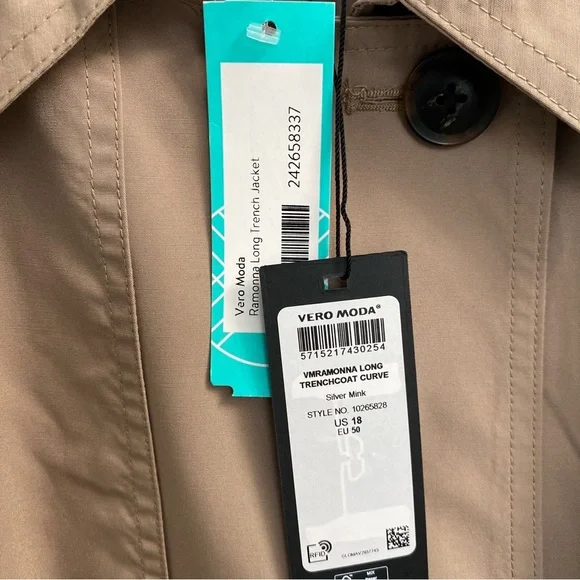 Vero Moda
Ramonna Long Trench Jacket
242658337
VERO MODA®
5715217430254
VMRAMONNA LONG
TRENCHCOAT CURVE
Silver Mink
STYLE NO. 10265828
US 18
EU 50
RFID
MIX